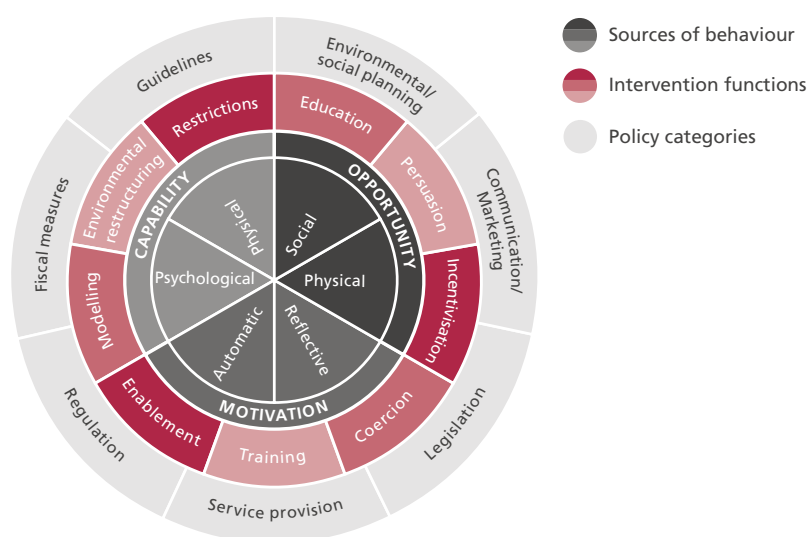 Sources of behaviour
Intervention functions
Policy categories
Guidelines
Environmental/
social planning
Communication/
Marketing
Legislation
Service provision
Regulation
Fiscal measures
Restrictions
Education
Persuasion
Incentivisation
Coercion
Training
Enablement
Modelling
Environmental/
restructuring
CAPABILITY
OPPORTUNITY
MOTIVATION
Physical
Social
Physical
Reflective
Automatic
Psychological